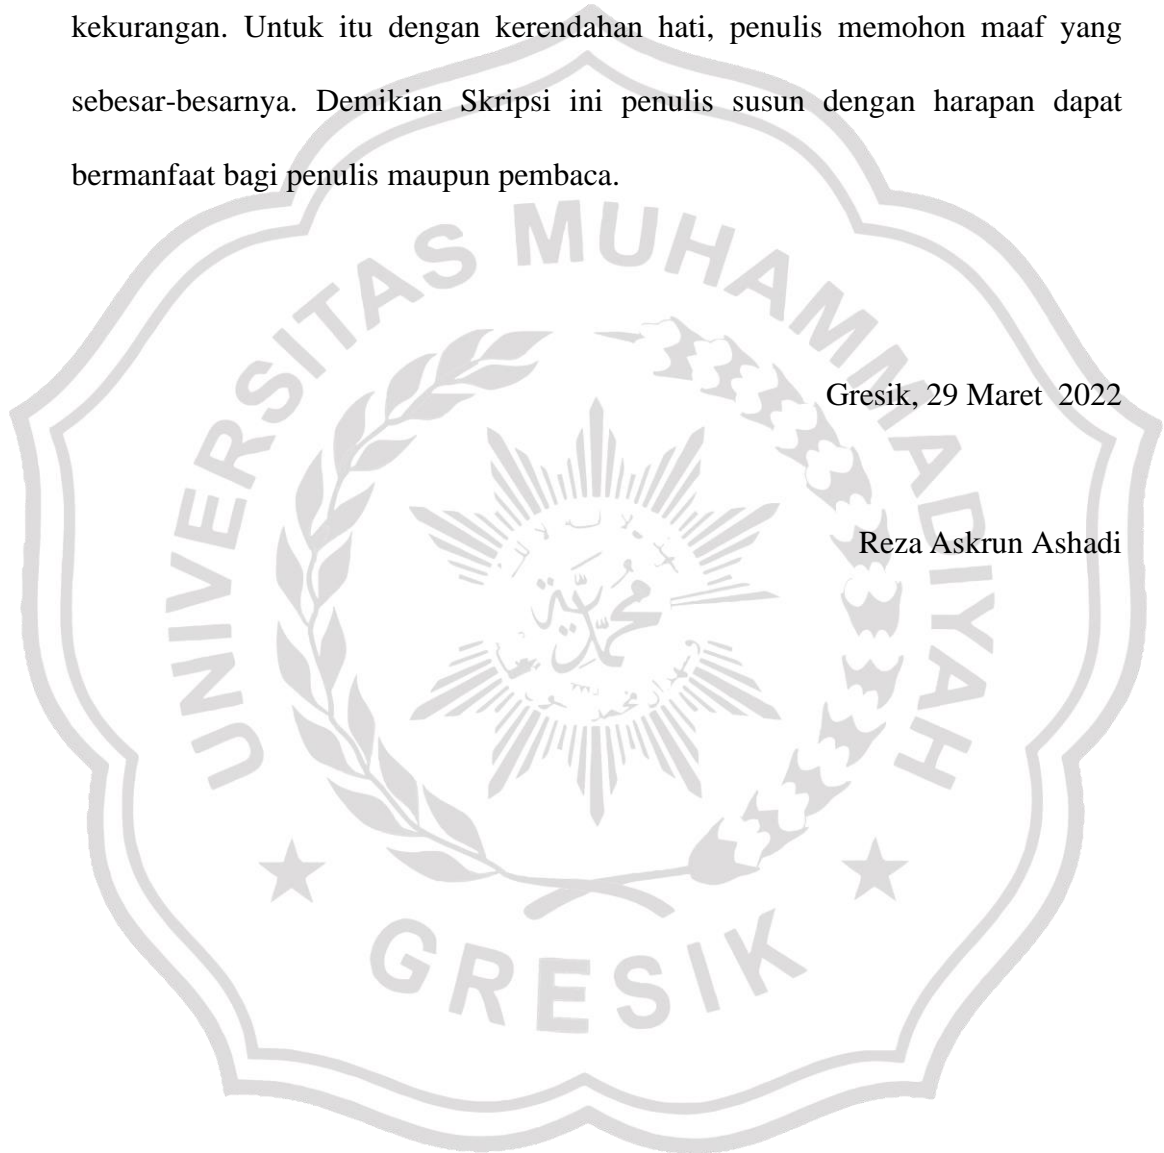 kekurangan. Untuk itu dengan kerendahan hati, penulis memohon maaf yang
sebesar-besarnya. Demikian Skripsi ini penulis susun dengan harapan dapat
bermanfaat bagi penulis maupun pembaca.
UNIVERSITAS MUHAMMADIYAH
Gresik, 29 Maret 2022
Reza Askrun Ashadi
محمدية
GRESIK